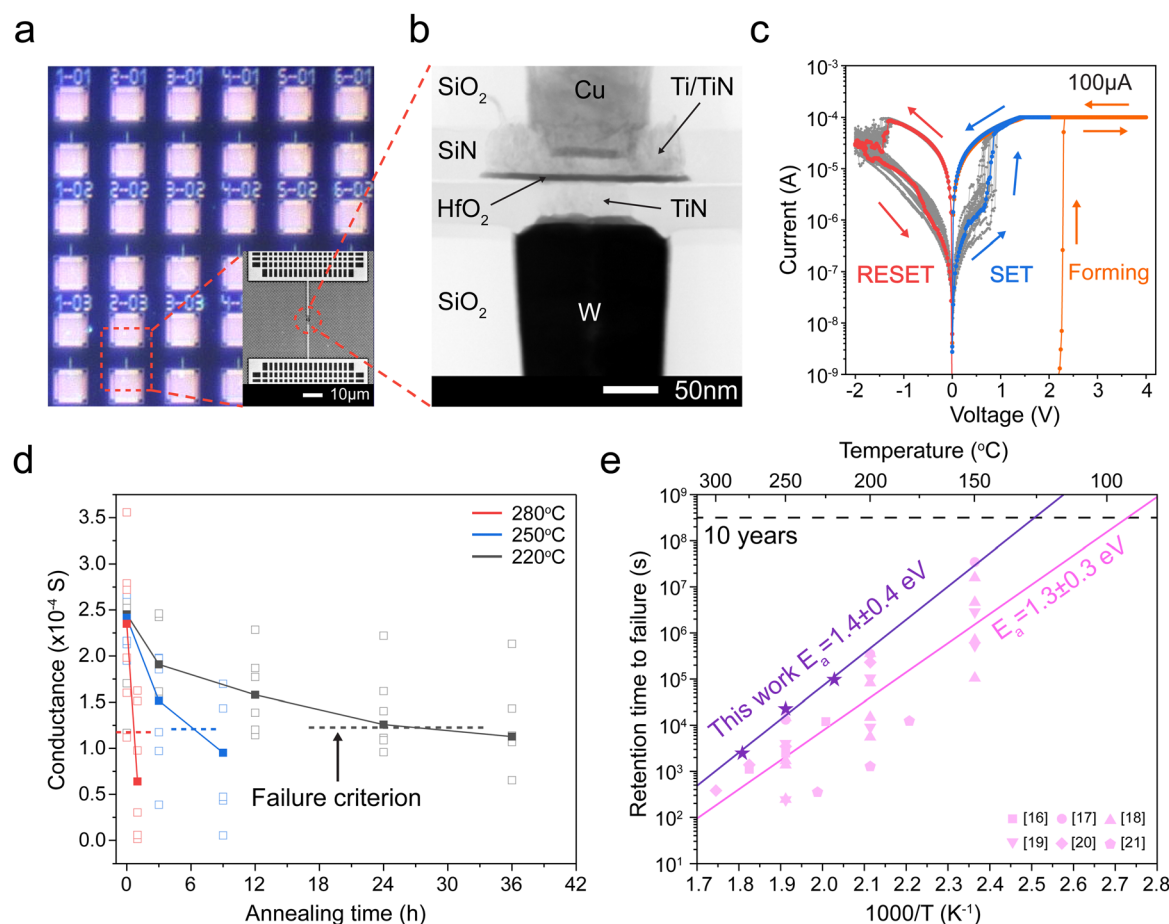 a
1-01 2-01 3-01 4-01 5-01 6-01
1-02 2-02 3-02 4-02 5-02 6-02
1-03 2-03 3-03
10μm
b
SiO2
Cu
Ti/TiN
SiN
HfO2
TiN
SiO2
W
50nm
c
100μA
Current (A)
10-3
10-4
10-5
10-6
10-7
10-8
10-9
RESET
SET
Forming
-2 -1 0 1 2 3 4
Voltage (V)
d
280oC
250oC
220oC
Conductance (x10-4 S)
3.5
3.0
2.5
2.0
1.5
1.0
0.5
0.0
Failure criterion
0 6 12 18 24 30 36 42
Annealing time (h)
e
Temperature (oC)
300 250 200 150 100
Retention time to failure (s)
109
108
107
106
105
104
103
102
101
10 years
This work Ea=1.4±0.4 eV
Ea=1.3±0.3 eV
[16] [17] [18]
[19] [20] [21]
1.7 1.8 1.9 2.0 2.1 2.2 2.3 2.4 2.5 2.6 2.7 2.8
1000/T (K-1)